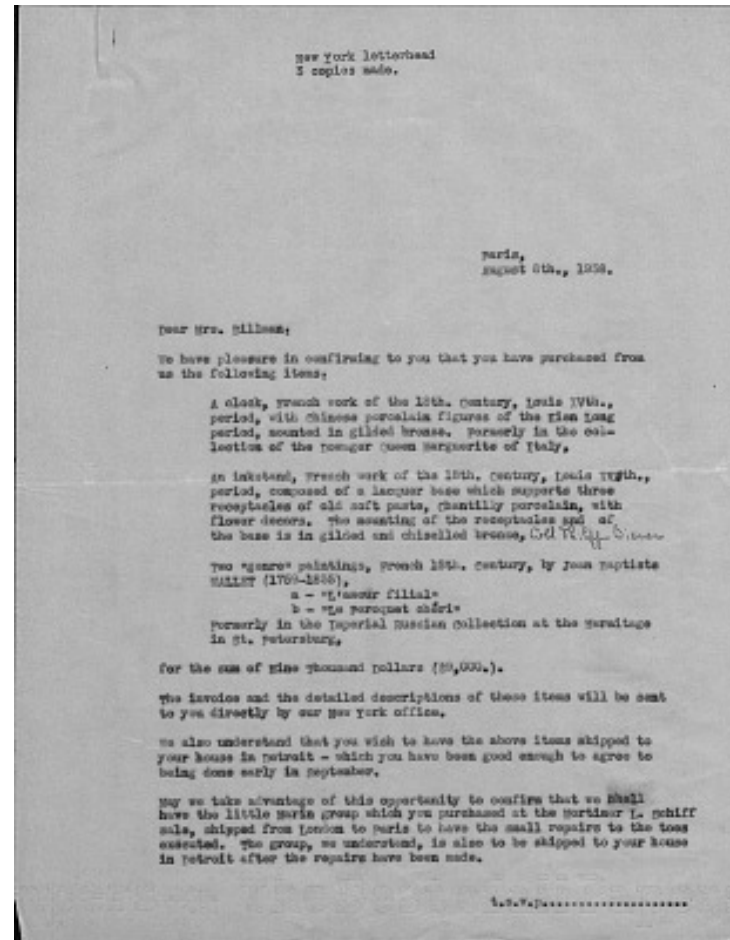 New York letterhead
3 copies made.
Paris,
August 8th., 1938.
Dear Mrs. Dillman,
We have pleasure in confirming to you that you have purchased from
us the following items,
A clock, French work of the 18th. Century, Louis XVth.,
period, with Chinese porcelain figures of the Kien Long
period, mounted in gilded bronze. Formerly in the col-
lection of the Dowager Queen Marguerite of Italy,
An inkstand, French work of the 18th. Century, Louis
period, composed of a lacquer base which supports three
receptacles of old soft paste, Chantilly porcelain, with
flower decors. The mounting of the receptacles and of
the base is in gilded and chiselled bronze,
Two "genre" paintings, French 18th. Century, by Jean Baptiste
MALLET
a - "L'amour filial"
b - "Le peroquet chéri"
Formerly in the Imperial Russian Collection at the Hermitage
in St. Petersburg,
for the sum of Nine Thousand Dollars ($9,000.).
The invoice and the detailed descriptions of these items will be sent
to you directly by our New York office.
We also understand that you wish to have the above items shipped to
your house in Detroit - which you have been good enough to agree to
being done early in September.
May we take advantage of this opportunity to confirm that we shall
have the little Marin group which you purchased at the Mortimer L. Schiff
sale, shipped from London to Paris to have the small repairs to the toes
executed. The group, we understand, is also to be shipped to your house
in Detroit after the repairs have been made.
t.s.v.p.....................